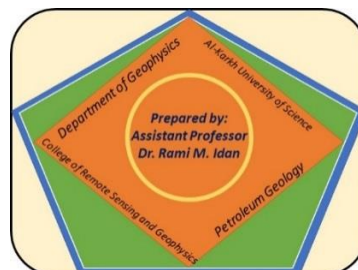 Department of Geophysics
Al-Karkh University of Science
Prepared by:
Assistant Professor
Dr. Rami M. Idan
College of Remote Sensing and Geophysics
Petroleum Geology